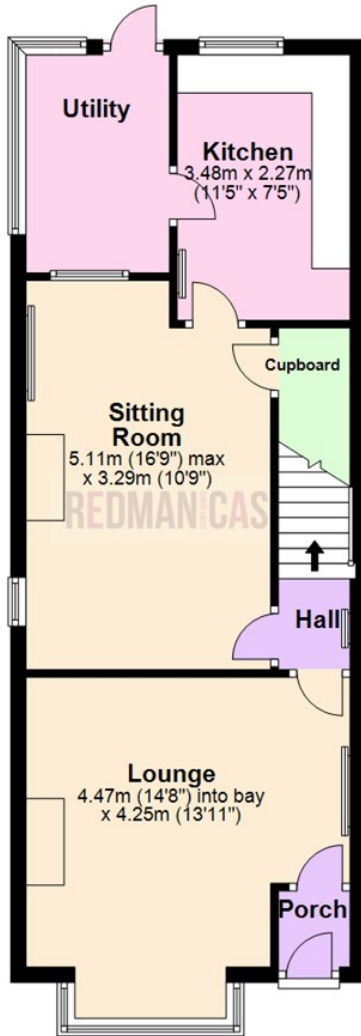 Utility
Kitchen
3.48m x 2.27m
(11'5" x 7'5")
Cupboard
Sitting
Room
5.11m (16'9") max
x 3.29m (10'9")
REDMAN CAS
Hall
Lounge
4.47m (14'8") into bay
x 4.25m (13'11")
Porch